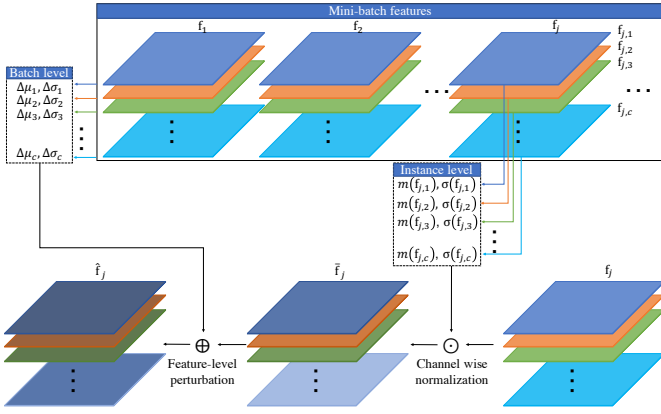 Mini-batch features
f₁
f₂
fⱼ
fⱼ,₁
fⱼ,₂
fⱼ,₃
fⱼ,c
Batch level
Δμ₁, Δσ₁
Δμ₂, Δσ₂
Δμ₃, Δσ₃
Δμc, Δσc
Instance level
m(fⱼ,₁), σ(fⱼ,₁)
m(fⱼ,₂), σ(fⱼ,₂)
m(fⱼ,₃), σ(fⱼ,₃)
m(fⱼ,c), σ(fⱼ,c)
f̂ⱼ
f̄ⱼ
fⱼ
Feature-level
perturbation
Channel wise
normalization